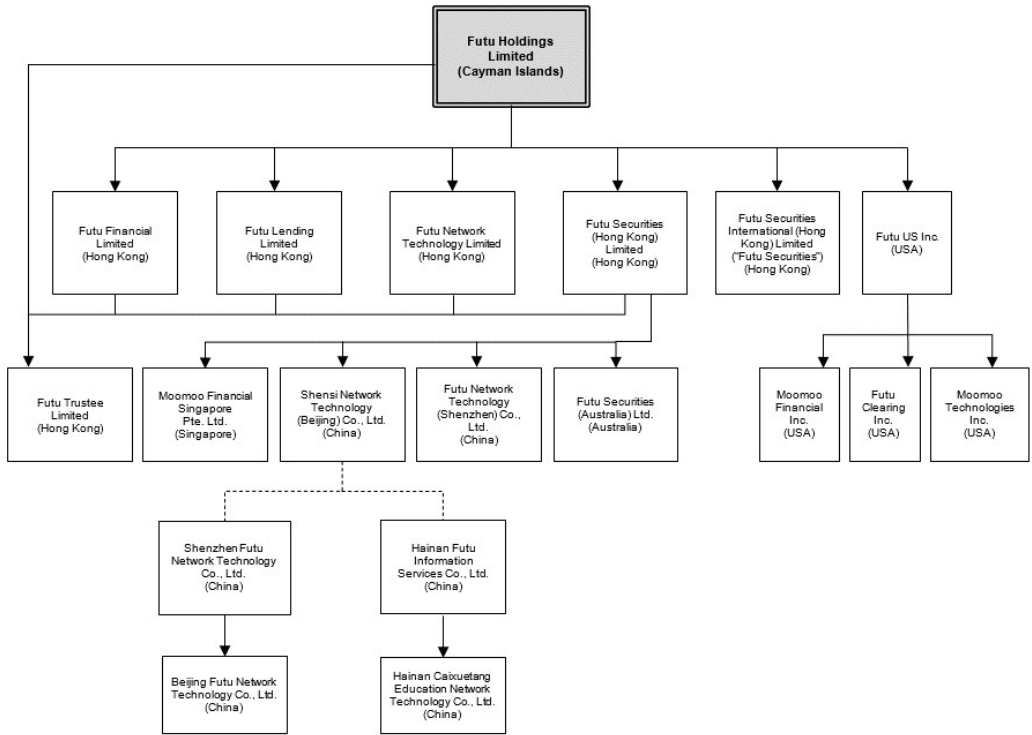 Futu Holdings
Limited
(Cayman Islands)
Futu Financial
Limited
(Hong Kong)
Futu Lending
Limited
(Hong Kong)
Futu Network
Technology Limited
(Hong Kong)
Futu Securities
(Hong Kong)
Limited
(Hong Kong)
Futu Securities
International (Hong
Kong) Limited
("Futu Securities")
(Hong Kong)
Futu US Inc.
(USA)
Futu Trustee
Limited
(Hong Kong)
Moomoo Financial
Singapore
Pte. Ltd.
(Singapore)
Shensi Network
Technology
(Beijing) Co., Ltd.
(China)
Futu Network
Technology
(Shenzhen) Co.,
Ltd.
(China)
Futu Securities
(Australia) Ltd.
(Australia)
Moomoo
Financial
Inc.
(USA)
Futu
Clearing
Inc.
(USA)
Moomoo
Technologies
Inc.
(USA)
Shenzhen Futu
Network Technology
Co., Ltd.
(China)
Hainan Futu
Information
Services Co., Ltd.
(China)
Beijing Futu Network
Technology Co., Ltd.
(China)
Hainan Caixuetang
Education Network
Technology Co., Ltd.
(China)